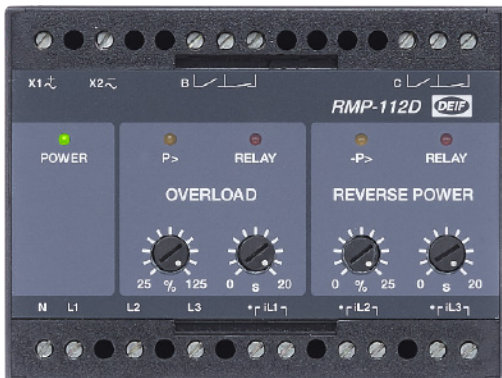 X1 X2 B C
RMP-112D DEIF
POWER P> RELAY -P> RELAY
OVERLOAD REVERSE POWER
25 % 125 0 s 20 0 % 25 0 s 20
N L1 L2 L3 iL1 iL2 iL3